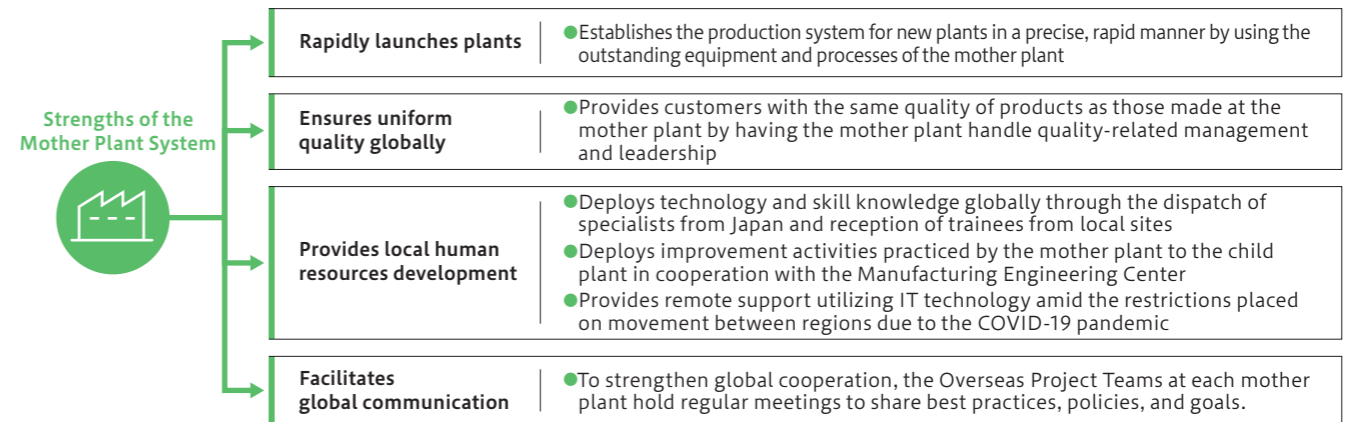 Strengths of the
Mother Plant System
Rapidly launches plants
●Establishes the production system for new plants in a precise, rapid manner by using the
outstanding equipment and processes of the mother plant
Ensures uniform
quality globally
●Provides customers with the same quality of products as those made at the
mother plant by having the mother plant handle quality-related management
and leadership
Provides local human
resources development
●Deploys technology and skill knowledge globally through the dispatch of
specialists from Japan and reception of trainees from local sites
●Deploys improvement activities practiced by the mother plant to the child
plant in cooperation with the Manufacturing Engineering Center
●Provides remote support utilizing IT technology amid the restrictions placed
on movement between regions due to the COVID-19 pandemic
Facilitates
global communication
●To strengthen global cooperation, the Overseas Project Teams at each mother
plant hold regular meetings to share best practices, policies, and goals.